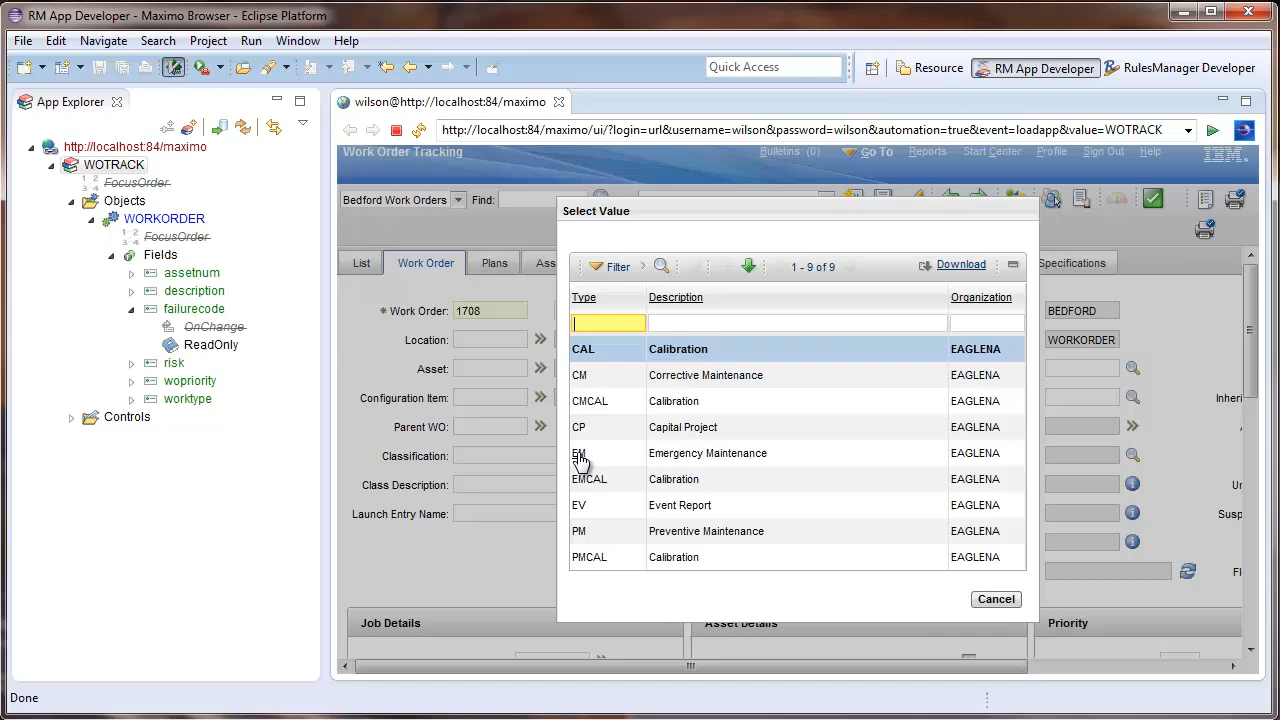 RM App Developer - Maximo Browser - Eclipse Platform
File Edit Navigate Search Project Run Window Help
Quick Access
Resource
RM App Developer
RulesManager Developer
App Explorer
http://localhost:84/maximo
WOTRACK
FocusOrder
Objects
WORKORDER
FocusOrder
Fields
assetnum
description
failurecode
OnChange
ReadOnly
risk
wopriority
worktype
Controls
wilson@http://localhost:84/maximo
http://localhost:84/maximo/ui/?login=url&username=wilson&password=wilson&automation=true&event=loadapp&value=WOTRACK
Work Order Tracking
Bulletins: (0) Go To Reports Start Center Profile Sign Out Help
IBM
Bedford Work Orders Find:
List Work Order Plans
Specifications
Work Order: 1708
Location:
Asset:
Configuration Item:
Parent WO:
Classification:
Class Description:
Launch Entry Name:
BEDFORD
WORKORDER
Job Details
Asset Details
Priority
Select Value
Filter 1 - 9 of 9 Download
Type Description Organization
CAL Calibration EAGLENA
CM Corrective Maintenance EAGLENA
CMCAL Calibration EAGLENA
CP Capital Project EAGLENA
EM Emergency Maintenance EAGLENA
EMCAL Calibration EAGLENA
EV Event Report EAGLENA
PM Preventive Maintenance EAGLENA
PMCAL Calibration EAGLENA
Cancel
Done